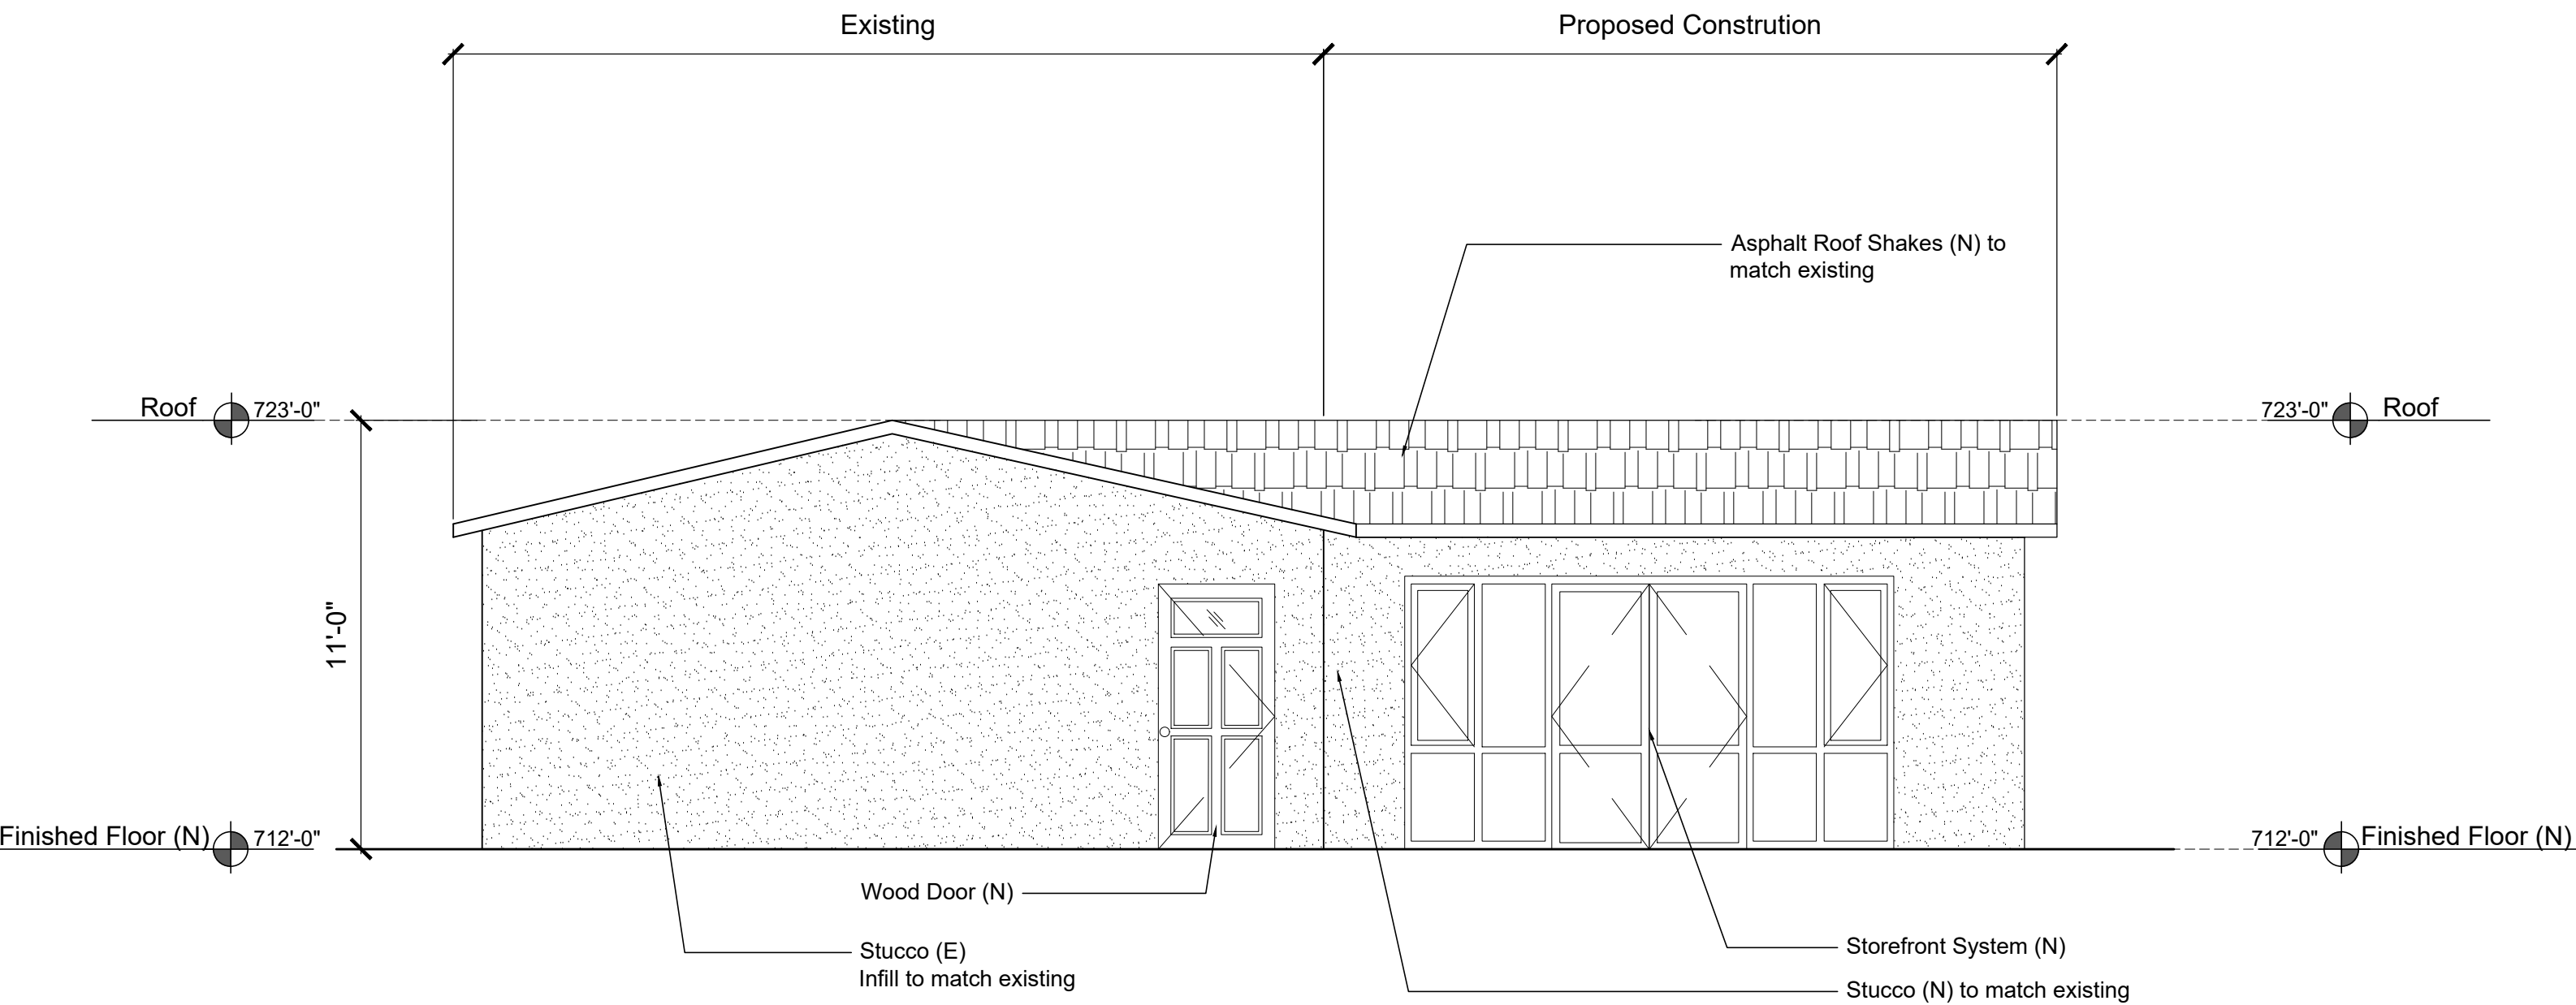 Existing
Proposed Constrution
Asphalt Roof Shakes (N) to
match existing
Roof
723'-0"
723'-0"
Roof
11'-0"
Finished Floor (N)
712'-0"
712'-0"
Finished Floor (N)
Wood Door (N)
Stucco (E)
Infill to match existing
Storefront System (N)
Stucco (N) to match existing